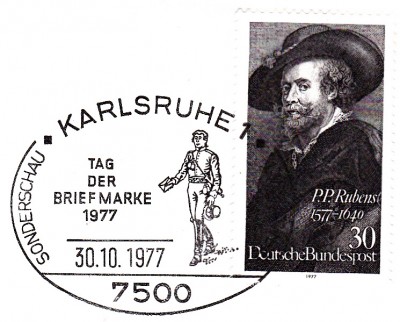 KARLSRUHE 1
SONDERSCHAU
TAG
DER
BRIEFMARKE
1977
30.10.1977
7500
P.P. Rubens
1577-1640
30
Deutsche Bundespost
1977